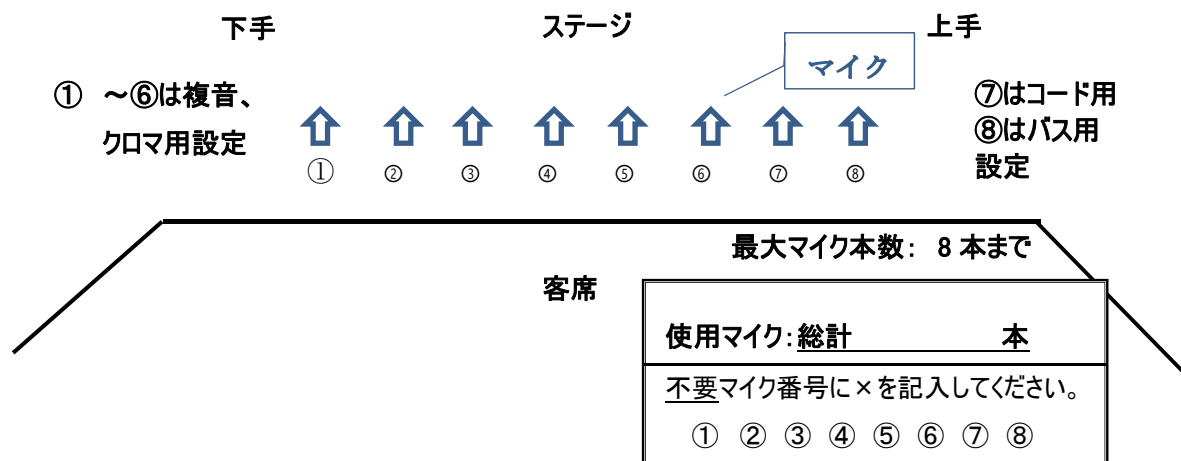 下手 ステージ 上手
マイク
① ～⑥は複音、
クロマ用設定
⑦はコード用
⑧はバス用
設定
① ② ③ ④ ⑤ ⑥ ⑦ ⑧
最大マイク本数： 8 本まで
客席
使用マイク：総計 本
不要マイク番号に×を記入してください。
① ② ③ ④ ⑤ ⑥ ⑦ ⑧